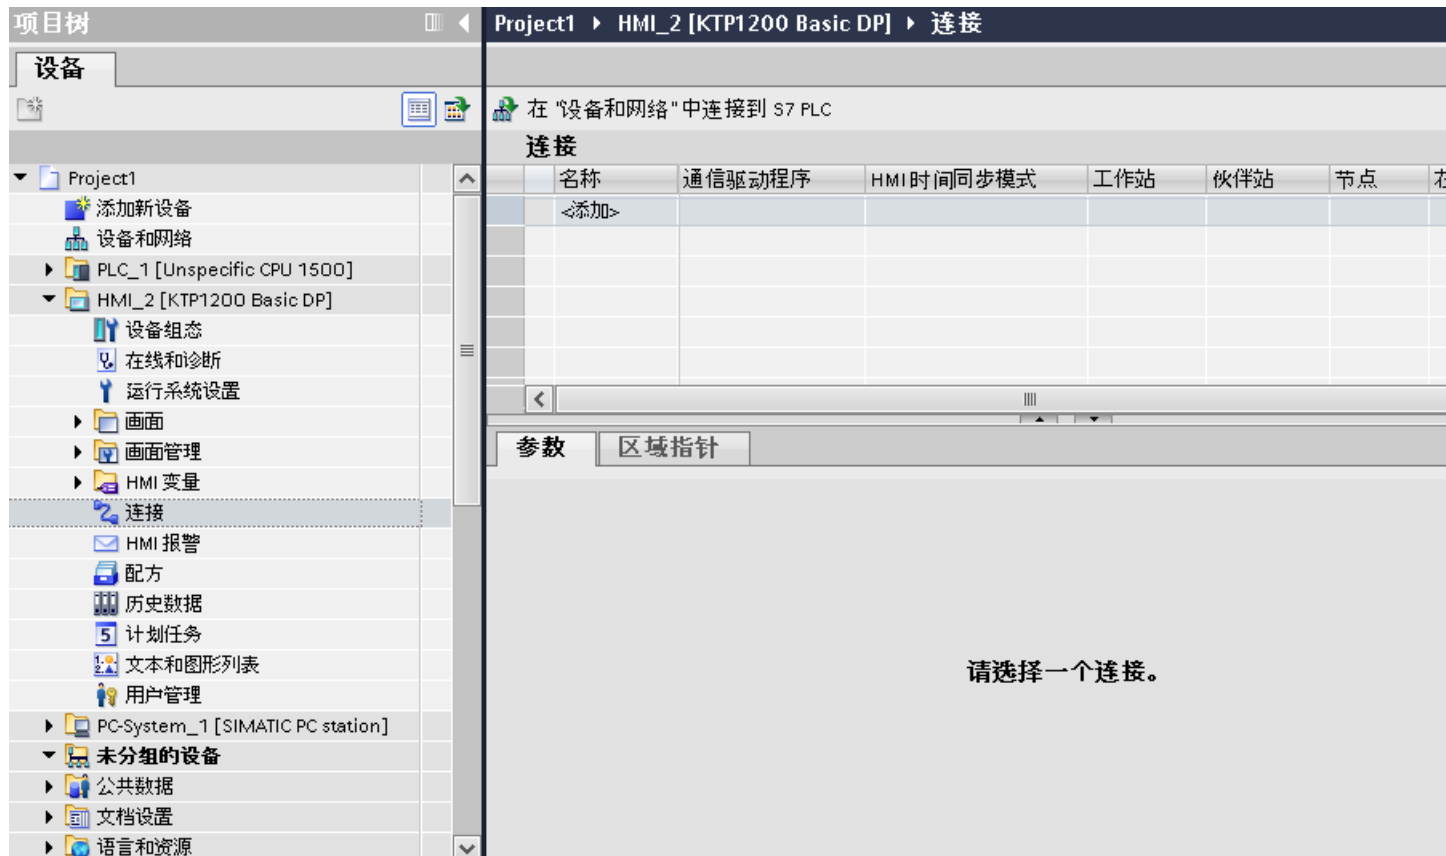 项目树
设备
Project1
添加新设备
设备和网络
PLC_1 [Unspecific CPU 1500]
HMI_2 [KTP1200 Basic DP]
设备组态
在线和诊断
运行系统设置
画面
画面管理
HMI 变量
连接
HMI 报警
配方
历史数据
计划任务
文本和图形列表
用户管理
PC-System_1 [SIMATIC PC station]
未分组的设备
公共数据
文档设置
语言和资源
Project1 HMI_2 [KTP1200 Basic DP] 连接
在 "设备和网络" 中连接到 S7 PLC
连接
名称 通信驱动程序 HMI时间同步模式 工作站 伙伴站 节点
<添加>
参数 区域指针
请选择一个连接。